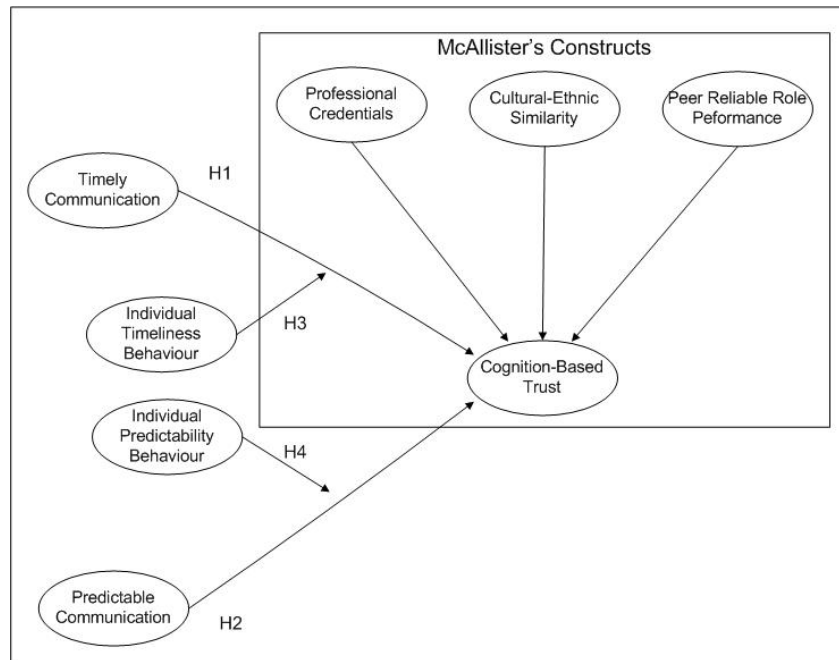 McAllister's Constructs
Professional
Credentials
Cultural-Ethnic
Similarity
Peer Reliable Role
Peformance
Timely
Communication
H1
Individual
Timeliness
Behaviour
H3
Cognition-Based
Trust
Individual
Predictability
Behaviour
H4
Predictable
Communication
H2